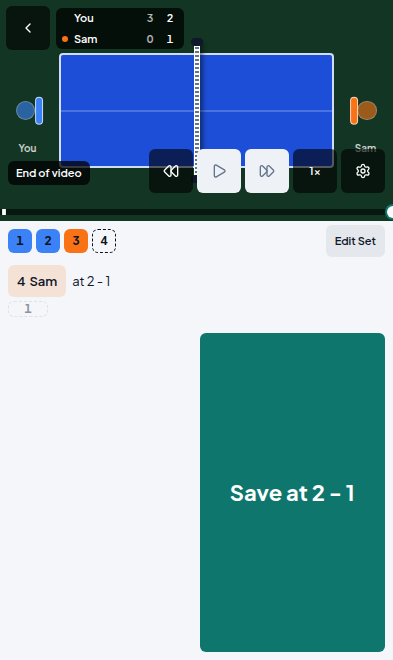 You 3 2
Sam 0 1
You
Sam
End of video
1×
1 2 3 4
Edit Set
4 Sam at 2 - 1
1
Save at 2 – 1